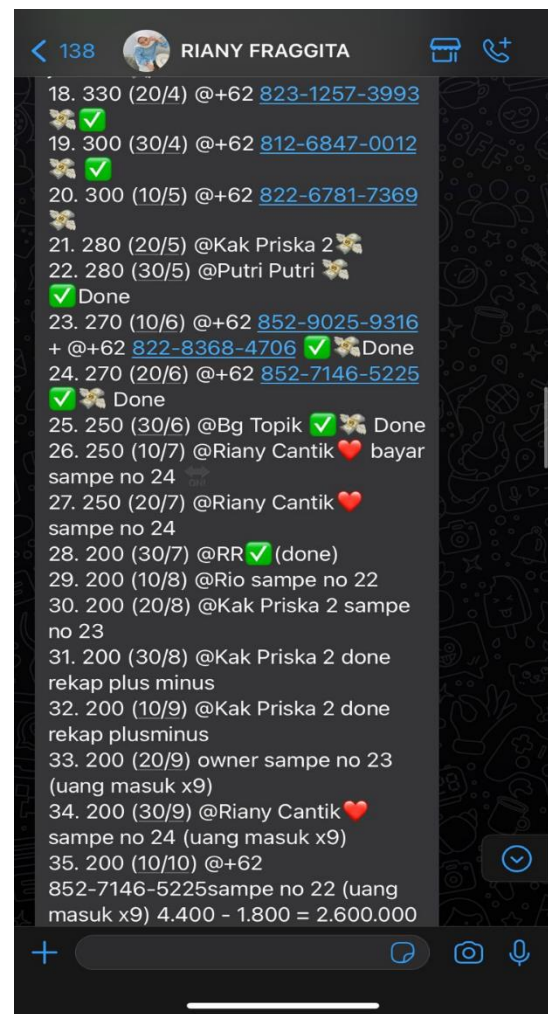 138 RIANY FRAGGITA
18. 330 (20/4) @+62 823-1257-3993
💸✅
19. 300 (30/4) @+62 812-6847-0012
💸 ✅
20. 300 (10/5) @+62 822-6781-7369
💸
21. 280 (20/5) @Kak Priska 2💸
22. 280 (30/5) @Putri Putri 💸
✅Done
23. 270 (10/6) @+62 852-9025-9316
+ @+62 822-8368-4706 ✅ 💸Done
24. 270 (20/6) @+62 852-7146-5225
✅💸 Done
25. 250 (30/6) @Bg Topik ✅💸 Done
26. 250 (10/7) @Riany Cantik❤️ bayar
sampe no 24
27. 250 (20/7) @Riany Cantik❤️
sampe no 24
28. 200 (30/7) @RR✅(done)
29. 200 (10/8) @Rio sampe no 22
30. 200 (20/8) @Kak Priska 2 sampe
no 23
31. 200 (30/8) @Kak Priska 2 done
rekap plus minus
32. 200 (10/9) @Kak Priska 2 done
rekap plusminus
33. 200 (20/9) owner sampe no 23
(uang masuk x9)
34. 200 (30/9) @Riany Cantik❤️
sampe no 24 (uang masuk x9)
35. 200 (10/10) @+62
852-7146-5225sampe no 22 (uang
masuk x9) 4.400 - 1.800 = 2.600.000